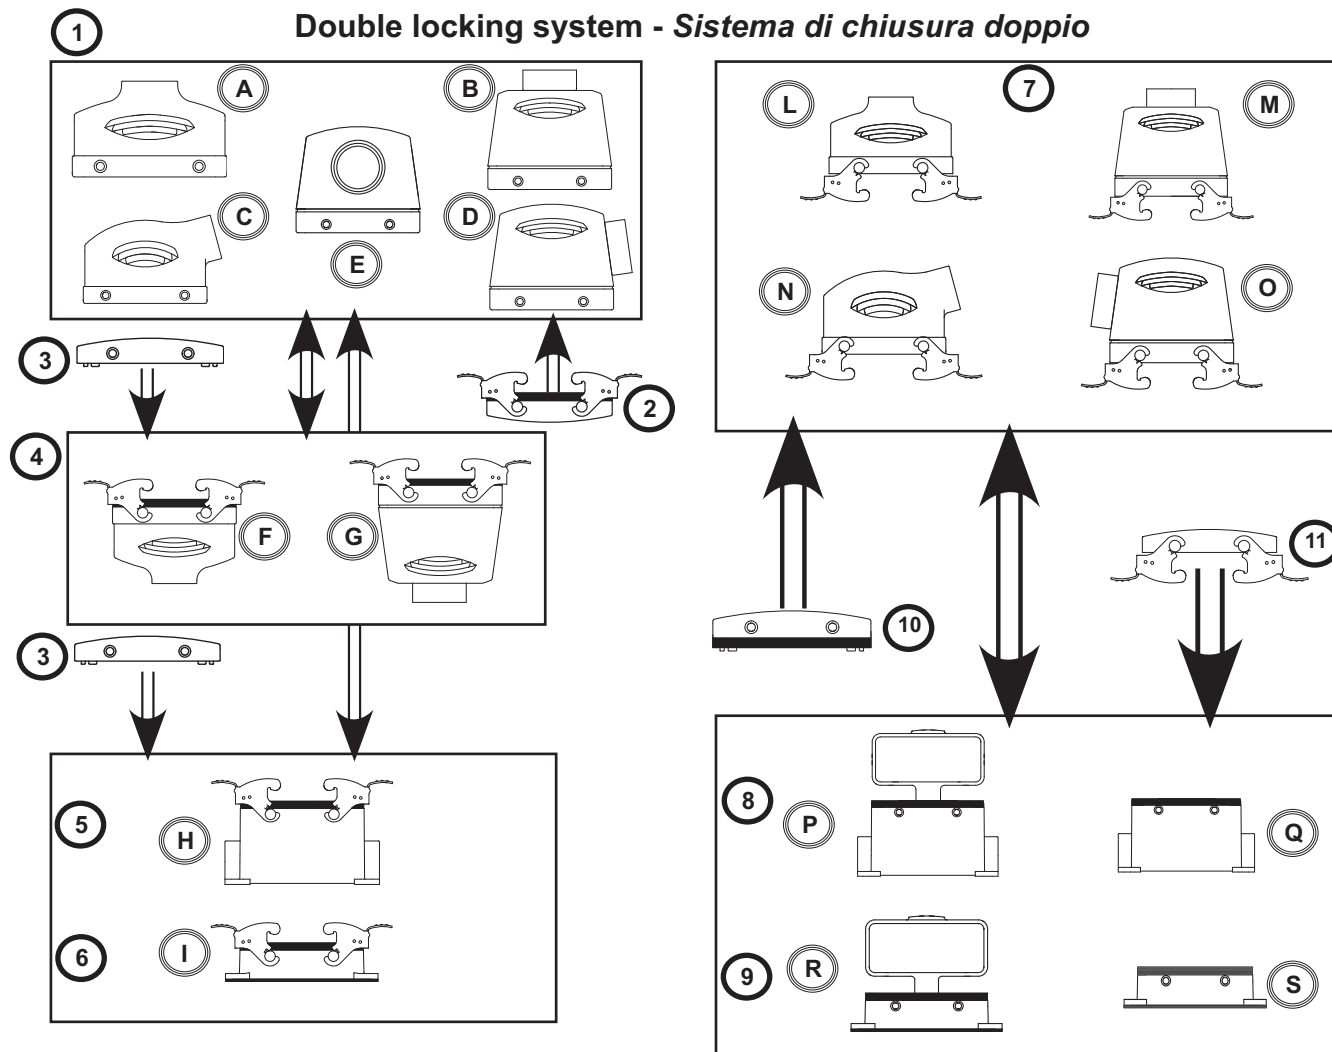 Double locking system - Sistema di chiusura doppio
1
A
B
C
D
E
3
2
4
F
G
3
5
H
6
I
7
L
M
N
O
10
11
8
P
Q
9
R
S